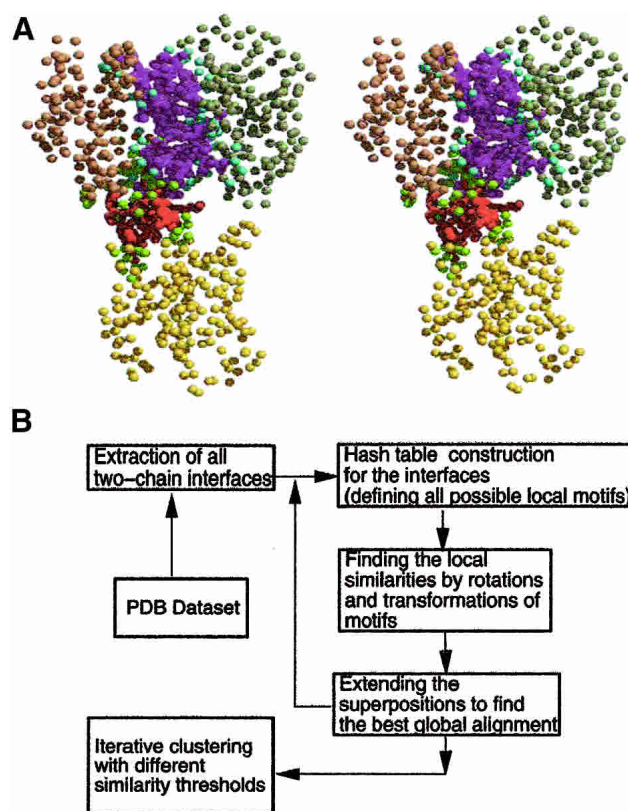 A
B
Extraction of all
two-chain interfaces
Hash table construction
for the interfaces
(defining all possible local motifs)
PDB Dataset
Finding the local
similarities by rotations
and transformations of
motifs
Extending the
superpositions to find
the best global alignment
Iterative clustering
with different
similarity thresholds